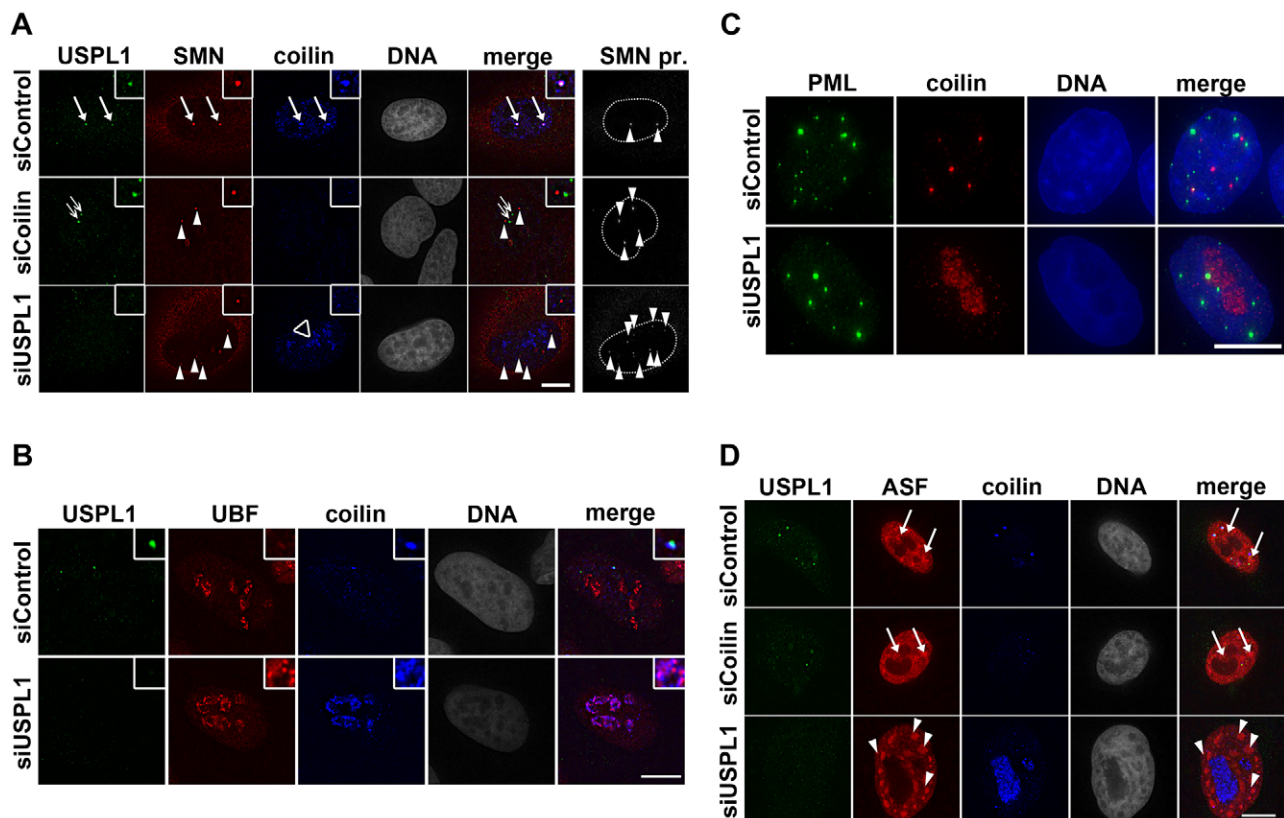 A
USPL1 SMN coilin DNA merge SMN pr.
siControl
siCoilin
siUSPL1
B
USPL1 UBF coilin DNA merge
siControl
siUSPL1
C
PML coilin DNA merge
siControl
siUSPL1
D
USPL1 ASF coilin DNA merge
siControl
siCoilin
siUSPL1